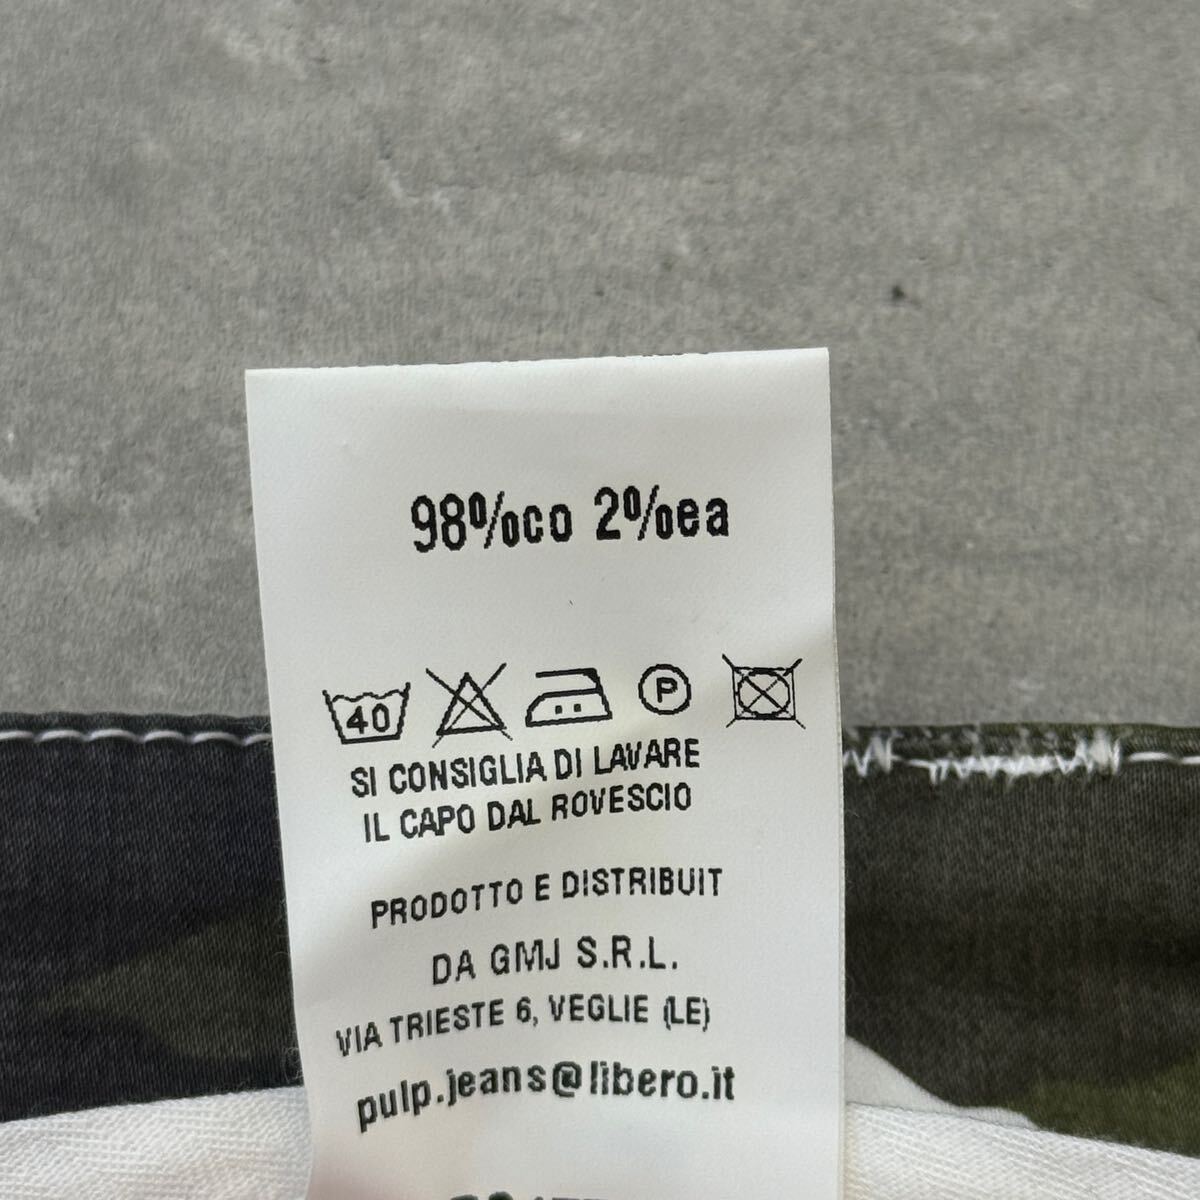 98%co 2%ea
40 P
SI CONSIGLIA DI LAVARE
IL CAPO DAL ROVESCIO
PRODOTTO E DISTRIBUIT
DA GMJ S.R.L.
VIA TRIESTE 6, VEGLIE (LE)
pulp.jeans@libero.it